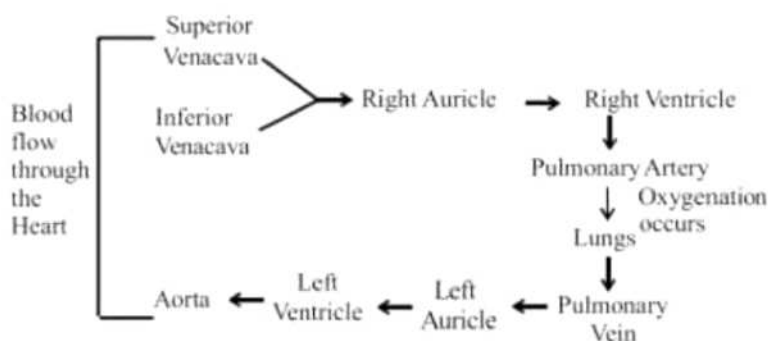 Blood
flow
through
the
Heart
Superior
Venacava
Inferior
Venacava
Right Auricle
Right Ventricle
Pulmonary Artery
Oxygenation
occurs
Lungs
Pulmonary
Vein
Left
Auricle
Left
Ventricle
Aorta